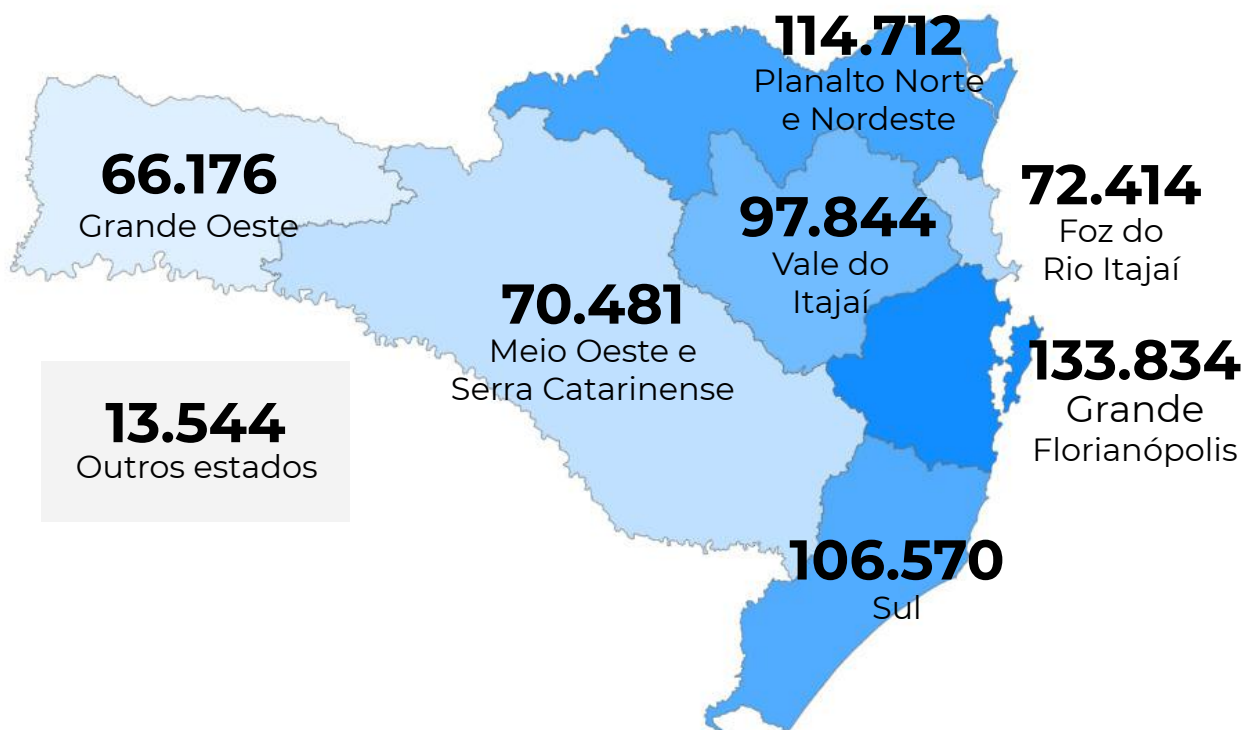 114.712
Planalto Norte
e Nordeste
66.176
Grande Oeste
97.844
Vale do
Itajaí
72.414
Foz do
Rio Itajaí
70.481
Meio Oeste e
Serra Catarinense
133.834
Grande
Florianópolis
13.544
Outros estados
106.570
Sul